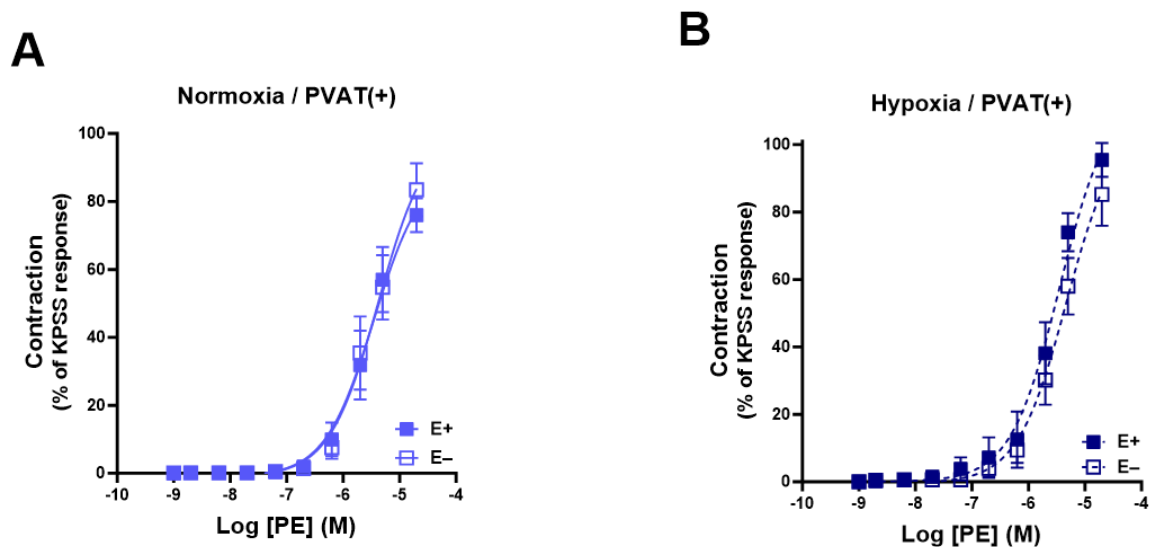 A
Normoxia / PVAT(+)
Contraction
(% of KPSS response)
100
80
60
40
20
0
-10
-9
-8
-7
-6
-5
-4
Log [PE] (M)
E+
E–
B
Hypoxia / PVAT(+)
Contraction
(% of KPSS response)
100
80
60
40
20
0
-10
-9
-8
-7
-6
-5
-4
Log [PE] (M)
E+
E–